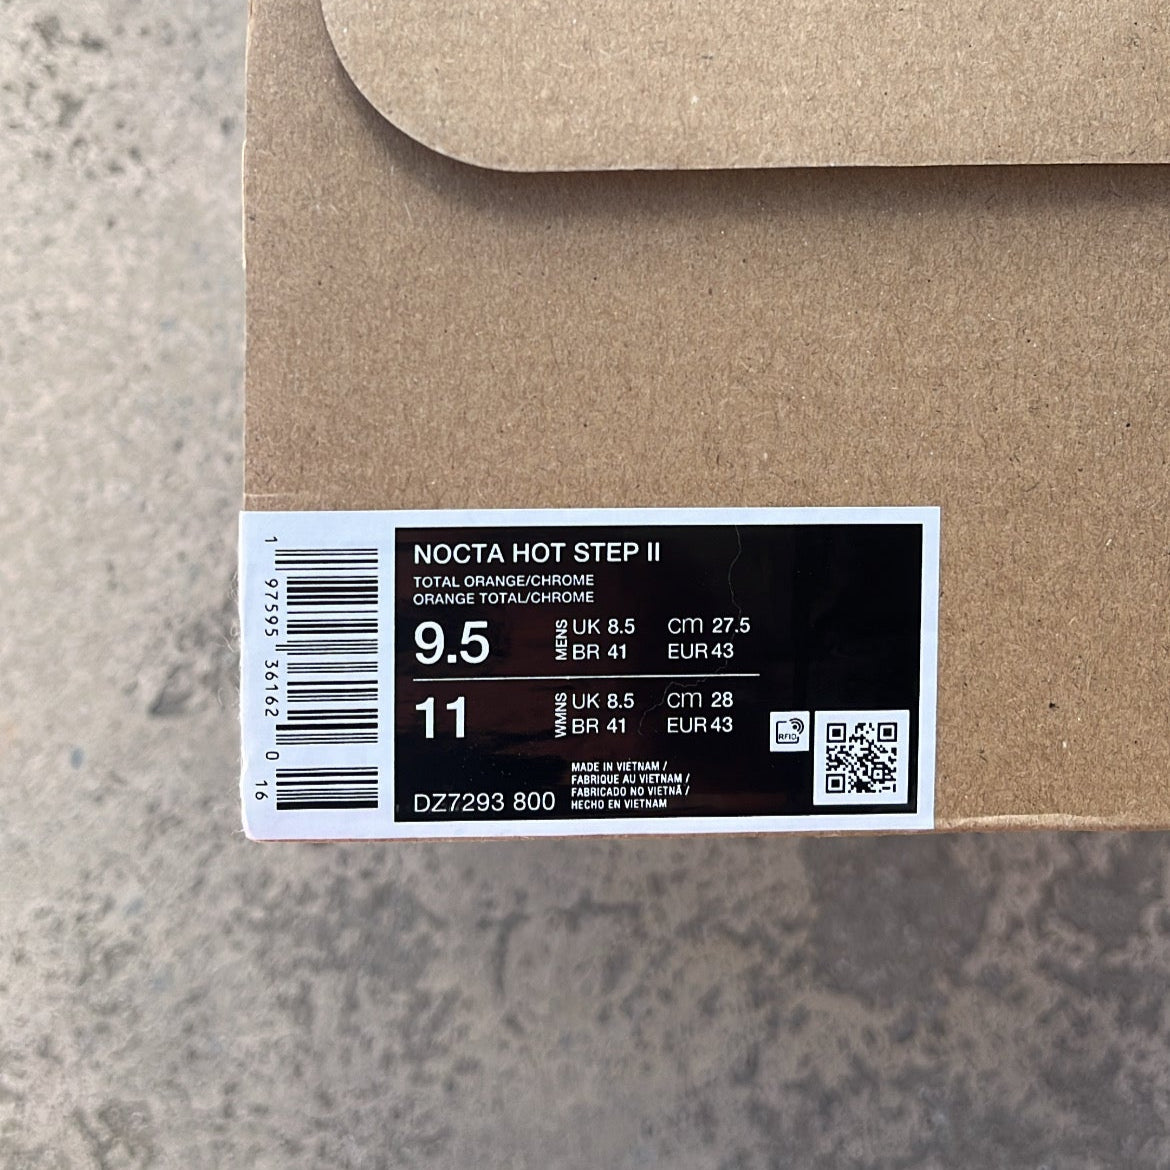 NOCTA HOT STEP II
TOTAL ORANGE/CHROME
ORANGE TOTAL/CHROME
9.5 MENS UK 8.5 CM 27.5
BR 41 EUR 43
11 WMNS UK 8.5 CM 28
BR 41 EUR 43
RFID
MADE IN VIETNAM /
FABRIQUE AU VIETNAM /
FABRICADO NO VIETNÃ /
HECHO EN VIETNAM
DZ7293 800
1 97595 36162 0 16